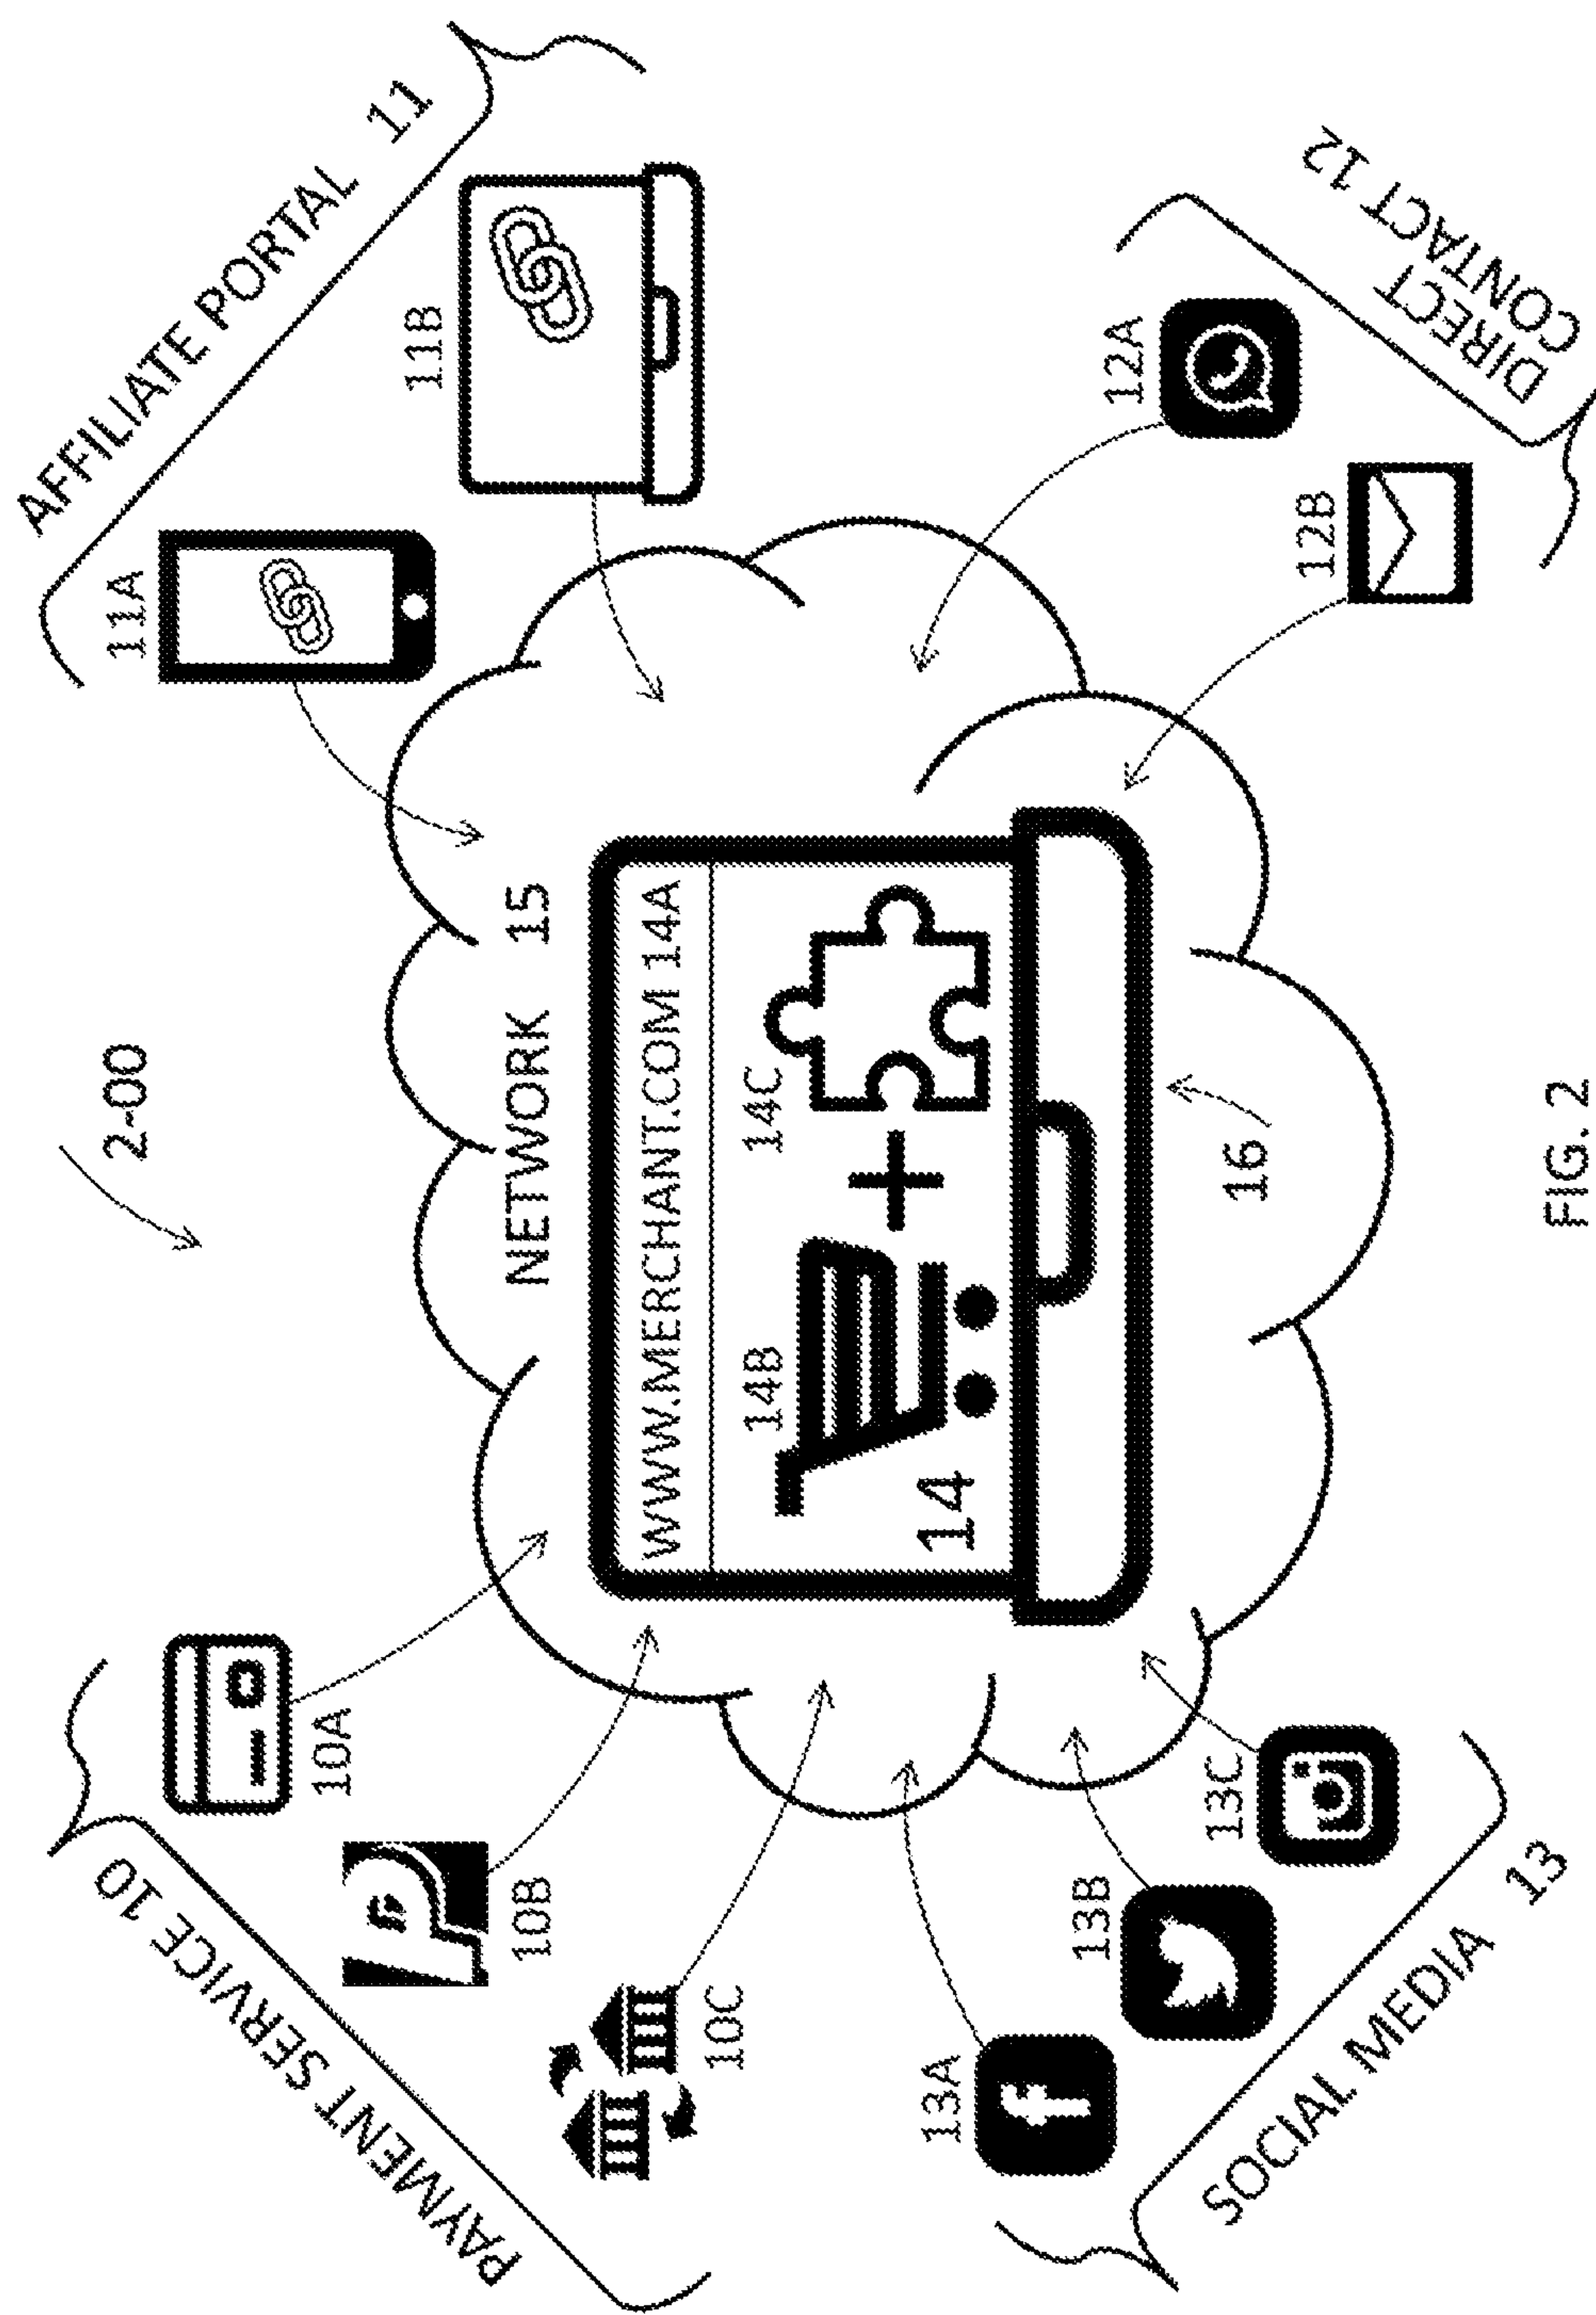 2-00
PAYMENT SERVICE 10
10A
10B
10C
AFFILIATE PORTAL 11
11A
11B
NETWORK 15
WWW.MERCHANT.COM 14A
14B
14C
14
16
13A
13B
13C
SOCIAL MEDIA 13
12A
12B
DIRECT
CONTACT 12
FIG. 2